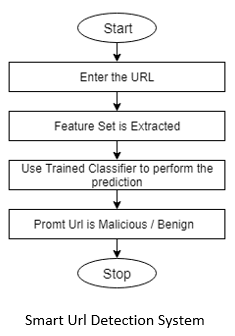 Start
Enter the URL
Feature Set is Extracted
Use Trained Classifier to perform the
prediction
Promt Url is Malicious / Benign
Stop
Smart Url Detection System